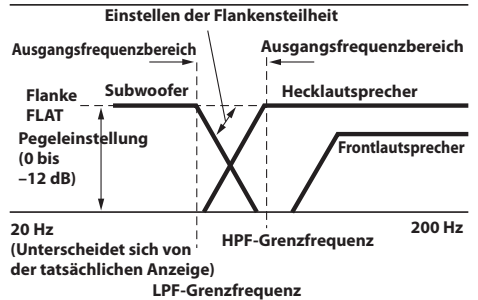 Einstellen der Flankensteilheit
Ausgangsfrequenzbereich
Ausgangsfrequenzbereich
Subwoofer
Hecklautsprecher
Flanke
FLAT
Pegeleinstellung
(0 bis
–12 dB)
Frontlautsprecher
20 Hz
(Unterscheidet sich von
der tatsächlichen Anzeige)
HPF-Grenzfrequenz
200 Hz
LPF-Grenzfrequenz